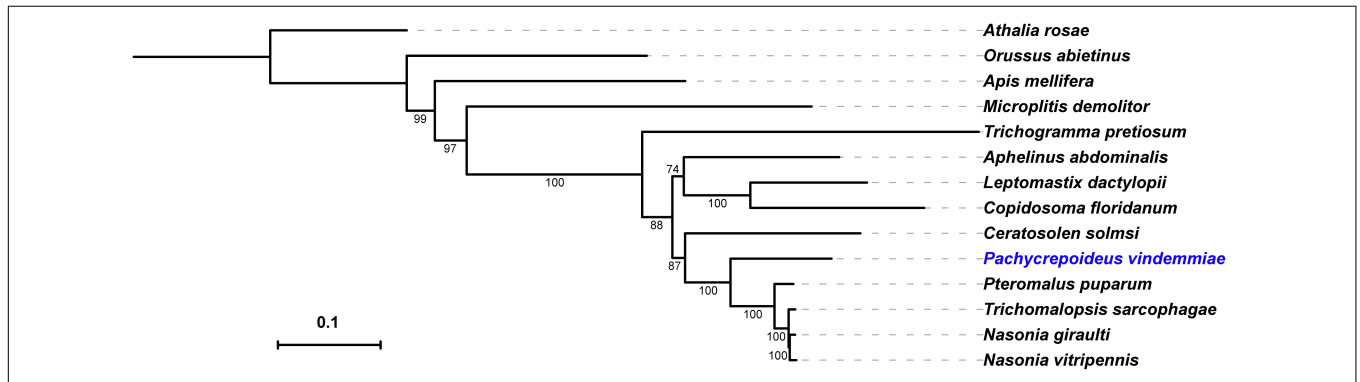 Athalia rosae
Orussus abietinus
Apis mellifera
99
Microplitis demolitor
97
Trichogramma pretiosum
Aphelinus abdominalis
74
Leptomastix dactylopii
100
100
Copidosoma floridanum
88
Ceratosolen solmsi
87
Pachycrepoideus vindemmiae
100
Pteromalus puparum
100
Trichomalopsis sarcophagae
0.1
Nasonia giraulti
100
100
Nasonia vitripennis